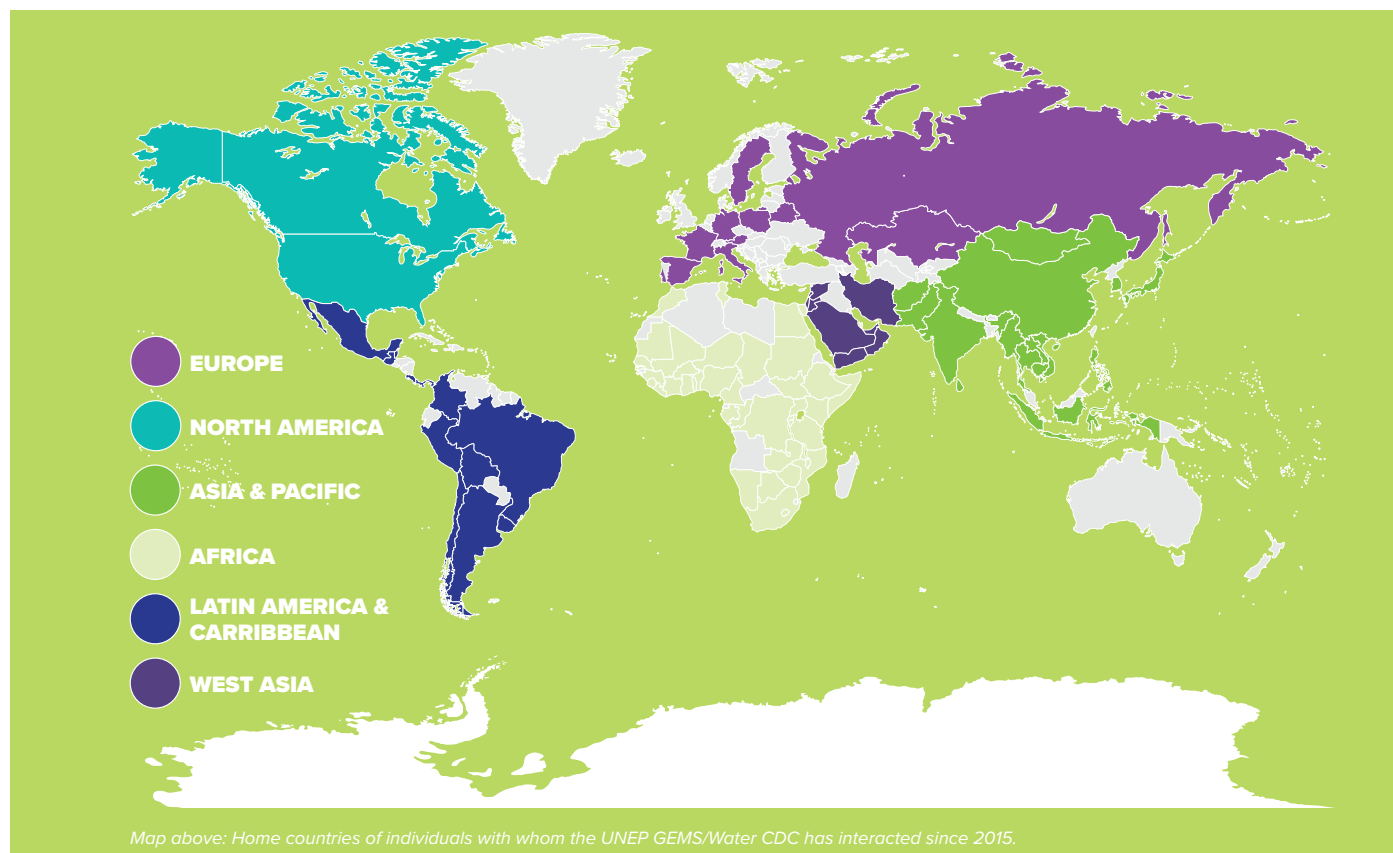 EUROPE
NORTH AMERICA
ASIA & PACIFIC
AFRICA
LATIN AMERICA &
CARRIBBEAN
WEST ASIA
Map above: Home countries of individuals with whom the UNEP GEMS/Water CDC has interacted since 2015.